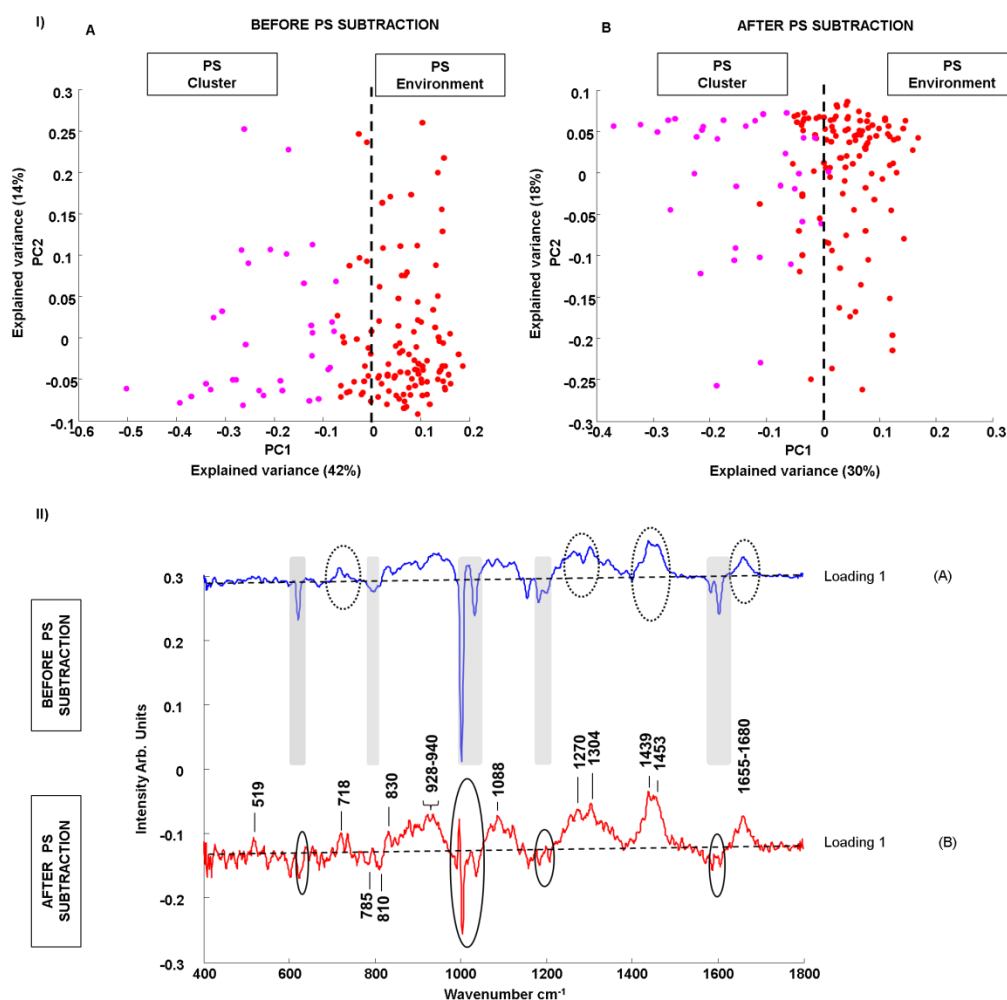 I)
A
BEFORE PS SUBTRACTION
PS
Cluster
PS
Environment
0.3
0.25
0.2
0.15
0.1
0.05
0
-0.05
-0.1
Explained variance (14%)
PC2
-0.6
-0.5
-0.4
-0.3
-0.2
-0.1
0
0.1
0.2
PC1
Explained variance (42%)
B
AFTER PS SUBTRACTION
PS
Cluster
PS
Environment
0.1
0.05
0
-0.05
-0.1
-0.15
-0.2
-0.25
-0.3
Explained variance (18%)
PC2
-0.4
-0.3
-0.2
-0.1
0
0.1
0.2
0.3
PC1
Explained variance (30%)
II)
BEFORE PS
SUBTRACTION
AFTER PS
SUBTRACTION
Intensity Arb. Units
0.3
0.2
0.1
0
-0.1
-0.2
-0.3
Loading 1
(A)
519
718
830
928-940
1088
1270
1304
1439
1453
1655-1680
785
810
Loading 1
(B)
400
600
800
1000
1200
1400
1600
1800
Wavenumber cm-1